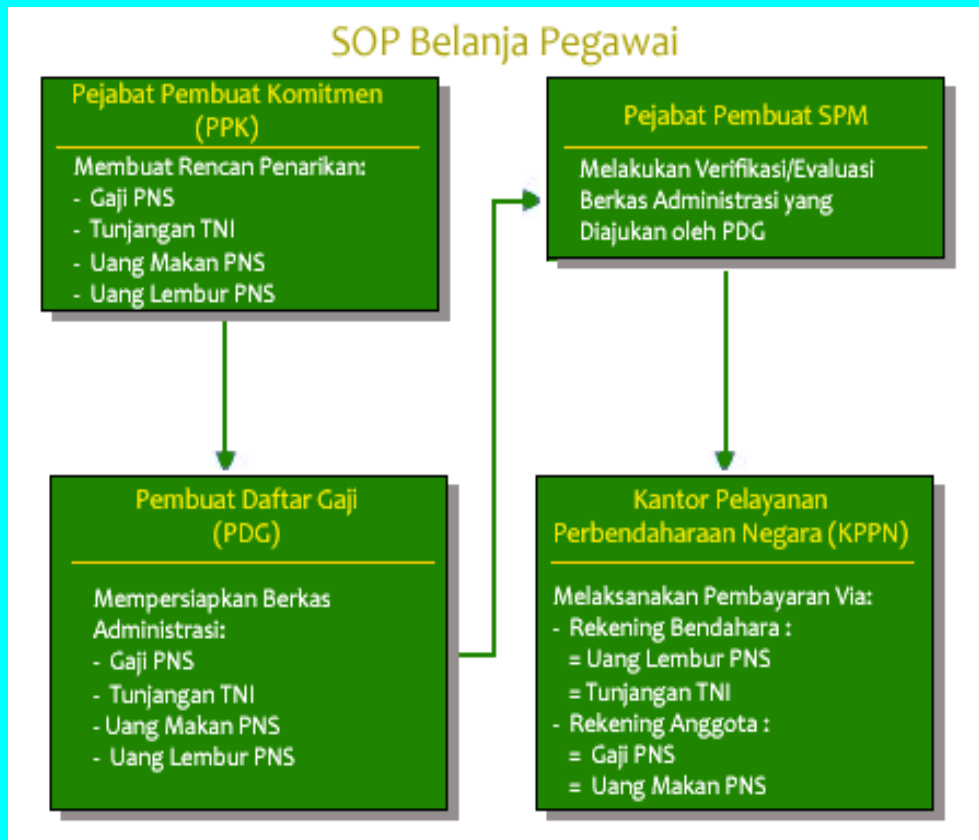 SOP Belanja Pegawai
Pejabat Pembuat Komitmen
(PPK)
Membuat Rencan Penarikan:
- Gaji PNS
- Tunjangan TNI
- Uang Makan PNS
- Uang Lembur PNS
Pembuat Daftar Gaji
(PDG)
Mempersiapkan Berkas
Administrasi:
- Gaji PNS
- Tunjangan TNI
- Uang Makan PNS
- Uang Lembur PNS
Pejabat Pembuat SPM
Melakukan Verifikasi/Evaluasi
Berkas Administrasi yang
Diajukan oleh PDG
Kantor Pelayanan
Perbendaharaan Negara (KPPN)
Melaksanakan Pembayaran Via:
- Rekening Bendahara :
= Uang Lembur PNS
= Tunjangan TNI
- Rekening Anggota :
= Gaji PNS
= Uang Makan PNS